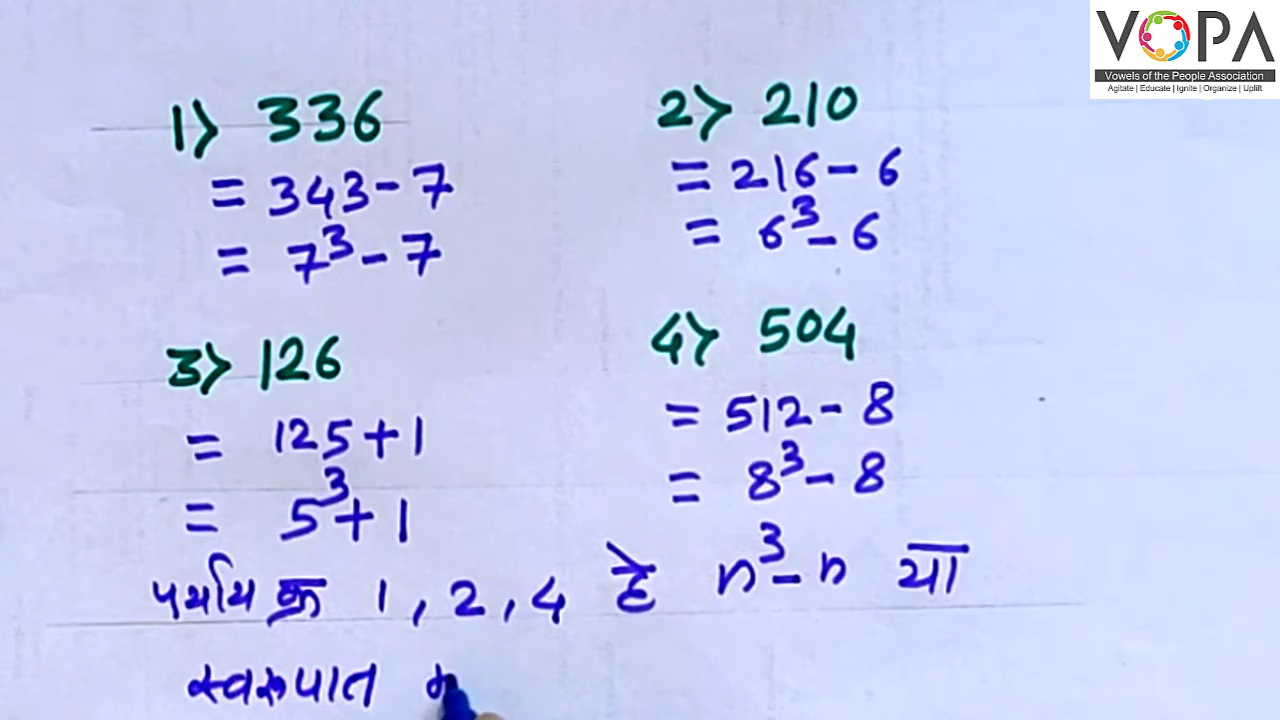 VOPA
Vowels of the People Association
Agitate | Educate | Ignite | Organize | Uplift
1> 336
= 343 - 7
= 7³ - 7
2> 210
= 216 - 6
= 6³ - 6
3> 126
= 125 + 1
= 5³ + 1
4> 504
= 512 - 8
= 8³ - 8
पर्याय क्र 1, 2, 4 हे n³ - n या
स्वरूपात